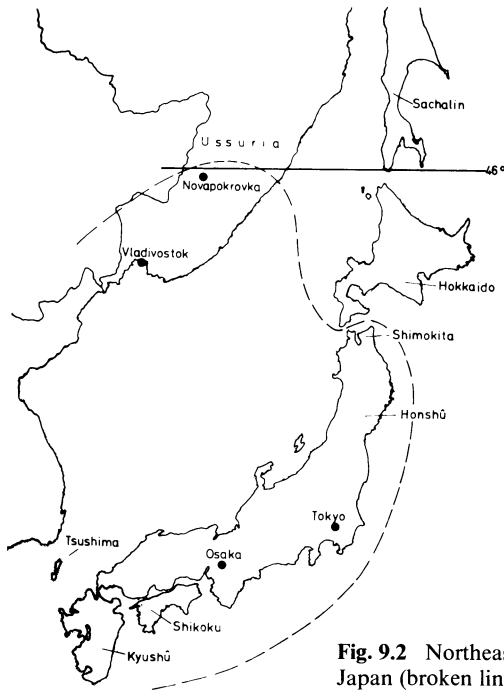 Sachalin
Ussuria
46°
Novapokrovka
Vladivostok
Hokkaido
Shimokita
Honshû
Tokyo
Tsushima
Osaka
Shikoku
Kyushû
Fig. 9.2 Northeas
Japan (broken lin